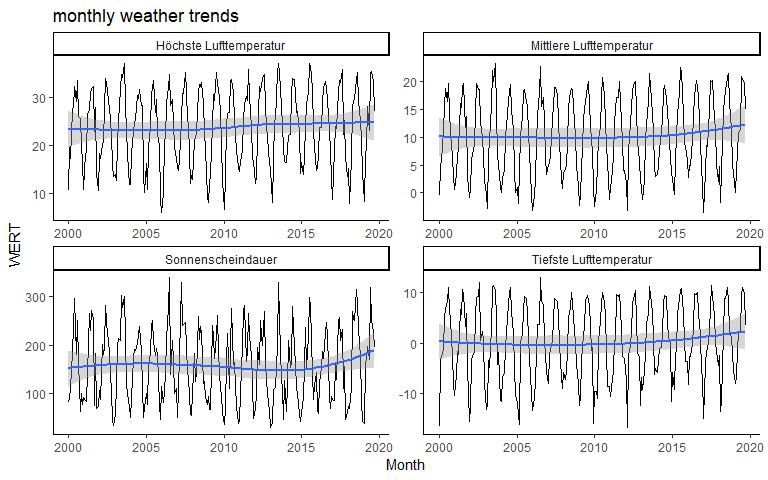 monthly weather trends
Höchste Lufttemperatur
Mittlere Lufttemperatur
30
20
10
20
15
10
5
0
2000 2005 2010 2015 2020
2000 2005 2010 2015 2020
WERT
Sonnenscheindauer
Tiefste Lufttemperatur
300
200
100
10
0
-10
2000 2005 2010 2015 2020
2000 2005 2010 2015 2020
Month